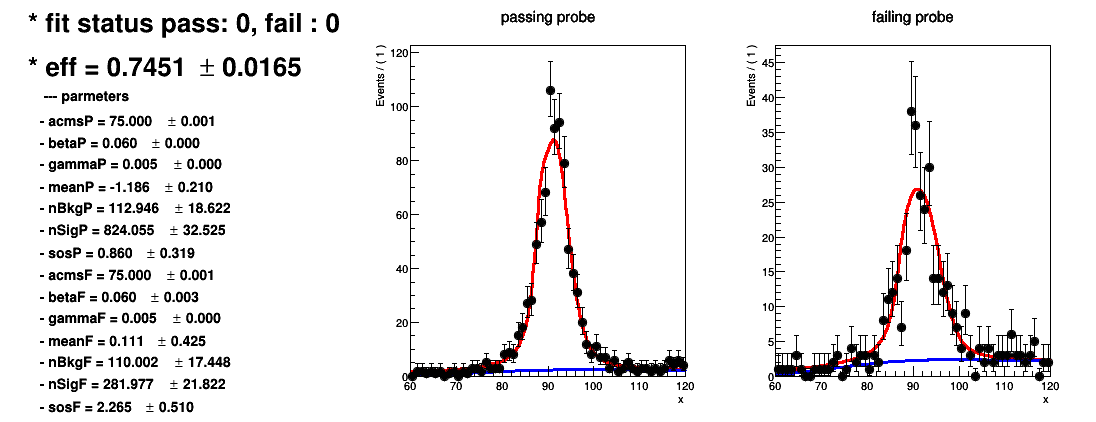 * fit status pass: 0, fail : 0
* eff = 0.7451 ± 0.0165
--- parmeters
- acmsP = 75.000 ± 0.001
- betaP = 0.060 ± 0.000
- gammaP = 0.005 ± 0.000
- meanP = -1.186 ± 0.210
- nBkgP = 112.946 ± 18.622
- nSigP = 824.055 ± 32.525
- sosP = 0.860 ± 0.319
- acmsF = 75.000 ± 0.001
- betaF = 0.060 ± 0.003
- gammaF = 0.005 ± 0.000
- meanF = 0.111 ± 0.425
- nBkgF = 110.002 ± 17.448
- nSigF = 281.977 ± 21.822
- sosF = 2.265 ± 0.510
passing probe
Events / ( 1 )
120
100
80
60
40
20
0
60 70 80 90 100 110 120
x
failing probe
Events / ( 1 )
45
40
35
30
25
20
15
10
5
0
60 70 80 90 100 110 120
x